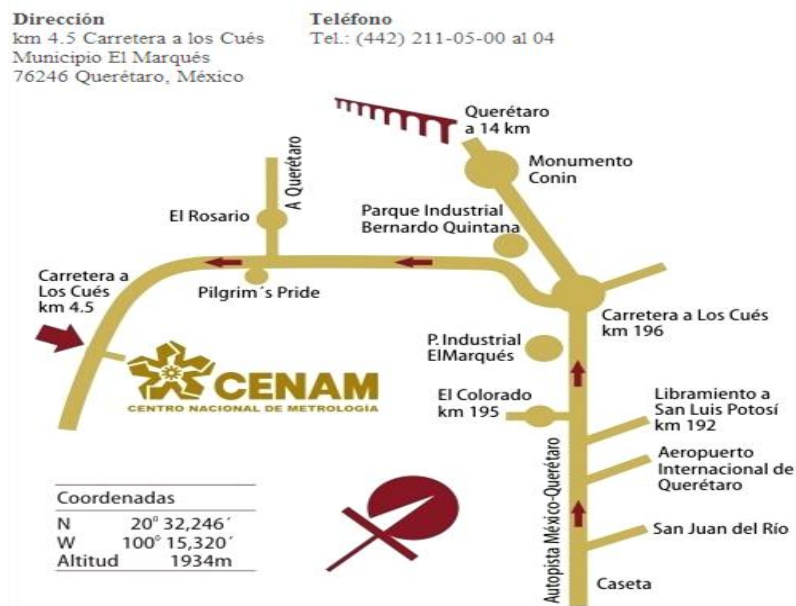 Dirección
km 4.5 Carretera a los Cués
Municipio El Marqués
76246 Querétaro, México
Teléfono
Tel.: (442) 211-05-00 al 04
Querétaro
a 14 km
Monumento
Conin
A Querétaro
El Rosario
Parque Industrial
Bernardo Quintana
Carretera a
Los Cués
km 4.5
Pilgrim´s Pride
Carretera a Los Cués
km 196
P. Industrial
ElMarqués
CENAM
CENTRO NACIONAL DE METROLOGÍA
El Colorado
km 195
Libramiento a
San Luis Potosí
km 192
Aeropuerto
Internacional de
Querétaro
Autopista México-Querétaro
San Juan del Río
Caseta
Coordenadas
N 20° 32,246´
W 100° 15,320´
Altitud 1934m